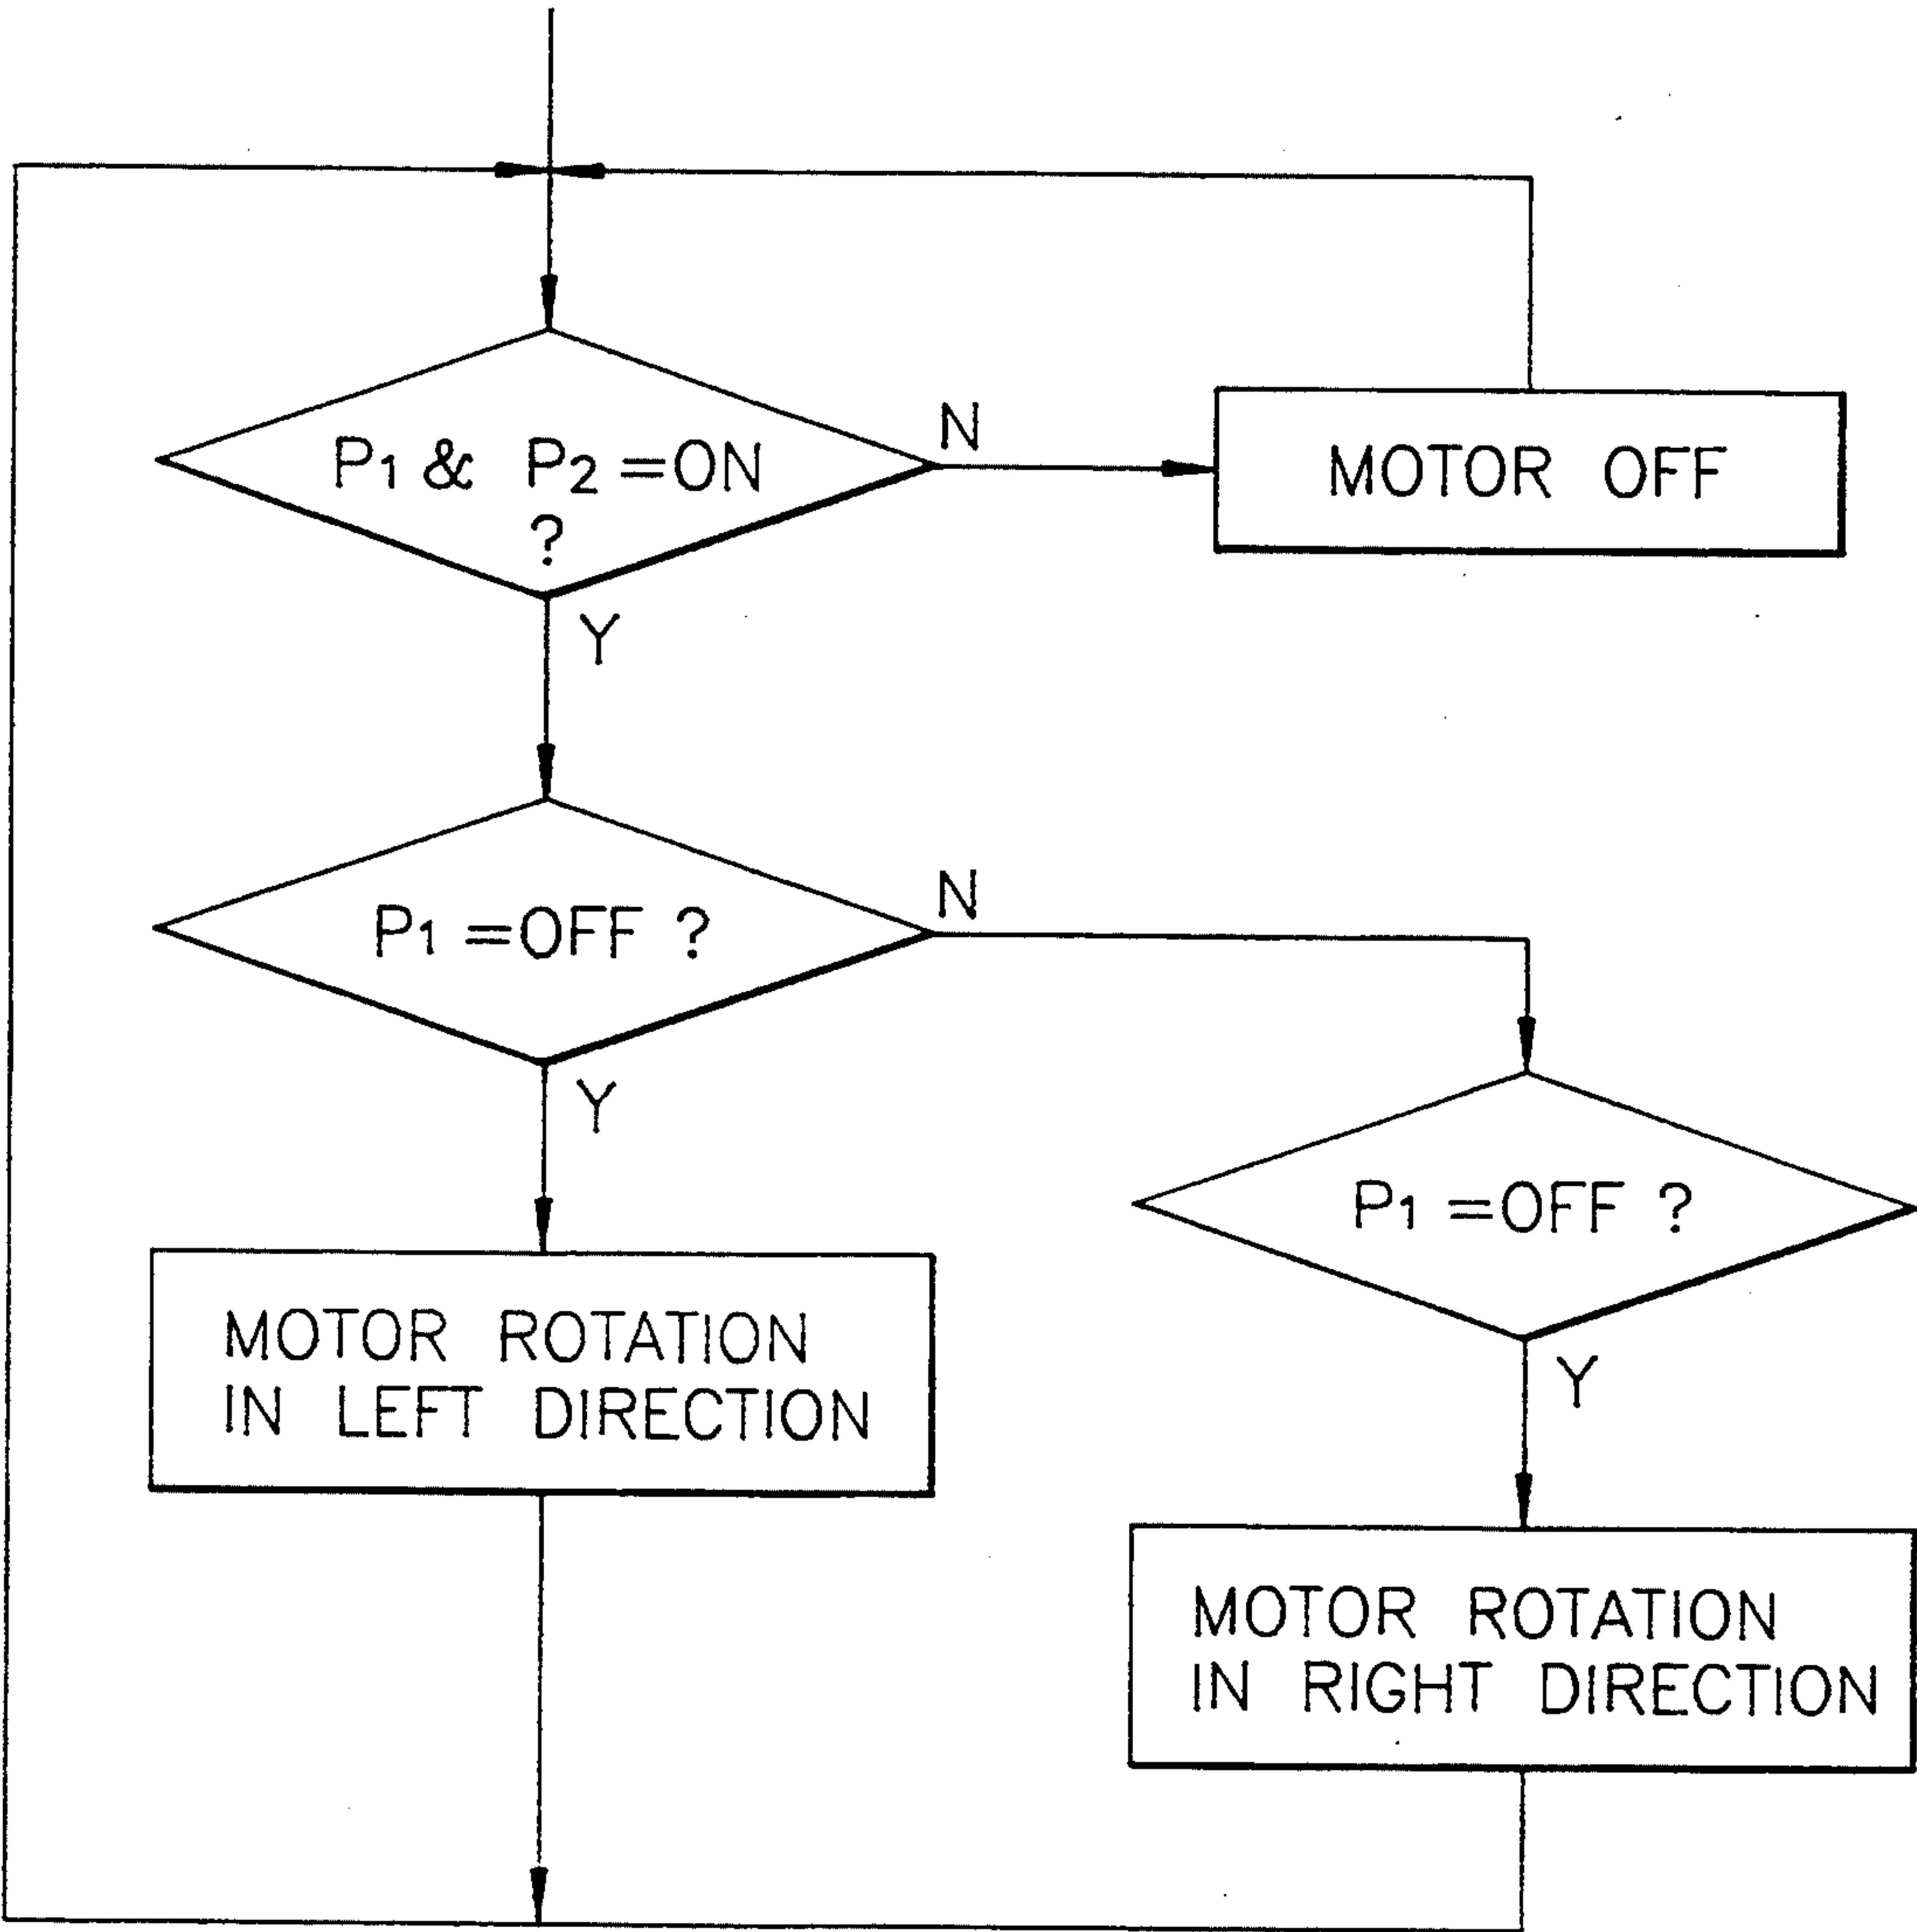 P1 & P2 =ON
?
N
MOTOR OFF
Y
P1 =OFF ?
N
Y
P1 =OFF ?
Y
MOTOR ROTATION
IN LEFT DIRECTION
MOTOR ROTATION
IN RIGHT DIRECTION